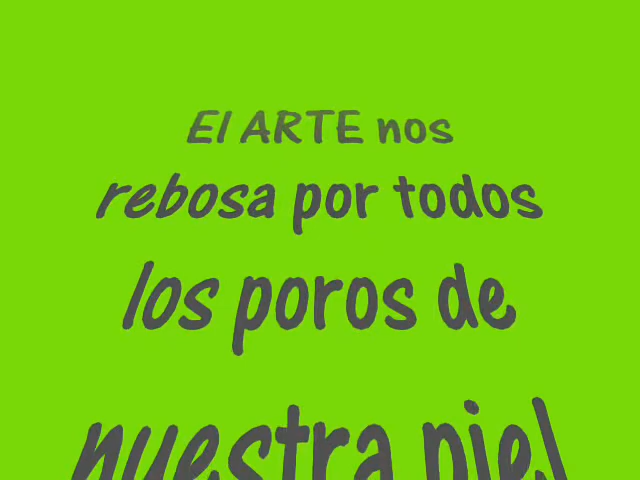 El ARTE nos
rebosa por todos
los poros de
nuestra piel